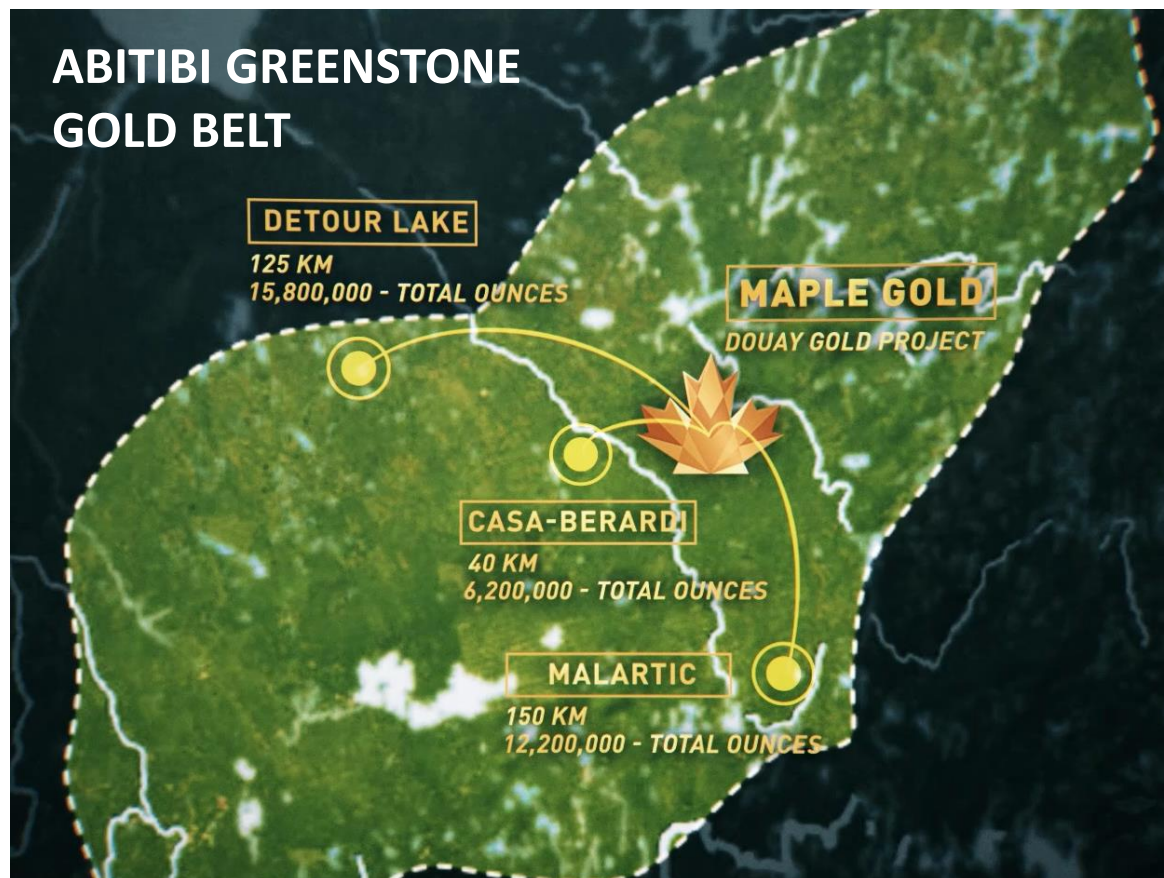 ABITIBI GREENSTONE
GOLD BELT
DETOUR LAKE
125 KM
15,800,000 - TOTAL OUNCES
MAPLE GOLD
DOUAY GOLD PROJECT
CASA-BERARDI
40 KM
6,200,000 - TOTAL OUNCES
MALARTIC
150 KM
12,200,000 - TOTAL OUNCES